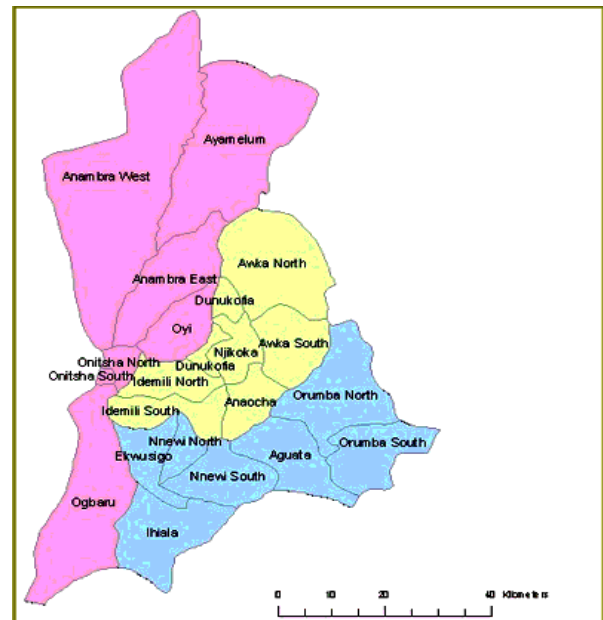 Ayamelum
Anambra West
Awka North
Anambra East
Dunukofia
Oyi
Awka South
Njikoka
Onitsha North
Dunukofia
Onitsha South
Idemili North
Orumba North
Anaocha
Idemili South
Nnewi North
Orumba South
Ekwusigo
Aguata
Nnewi South
Ogbaru
Ihiala
0 10 20 40 Kilometers